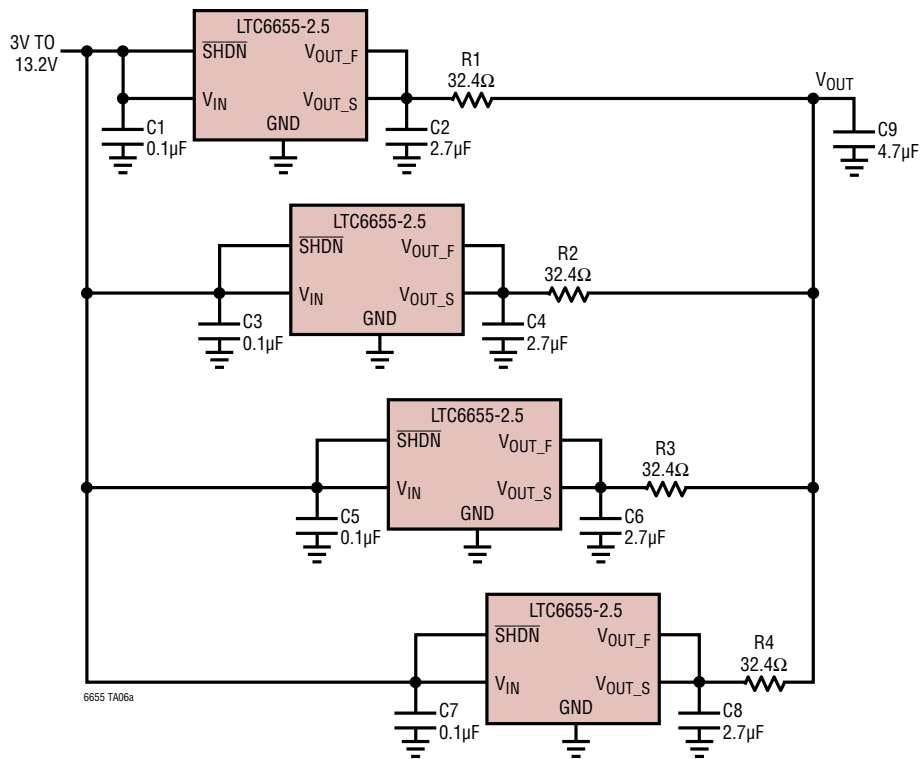 3V TO
13.2V
LTC6655-2.5
SHDN
VOUT_F
VIN
VOUT_S
GND
C1
0.1µF
C2
2.7µF
R1
32.4Ω
VOUT
C9
4.7µF
LTC6655-2.5
SHDN
VOUT_F
VIN
VOUT_S
GND
C3
0.1µF
C4
2.7µF
R2
32.4Ω
LTC6655-2.5
SHDN
VOUT_F
VIN
VOUT_S
GND
C5
0.1µF
C6
2.7µF
R3
32.4Ω
LTC6655-2.5
SHDN
VOUT_F
VIN
VOUT_S
GND
C7
0.1µF
C8
2.7µF
R4
32.4Ω
6655 TA06a